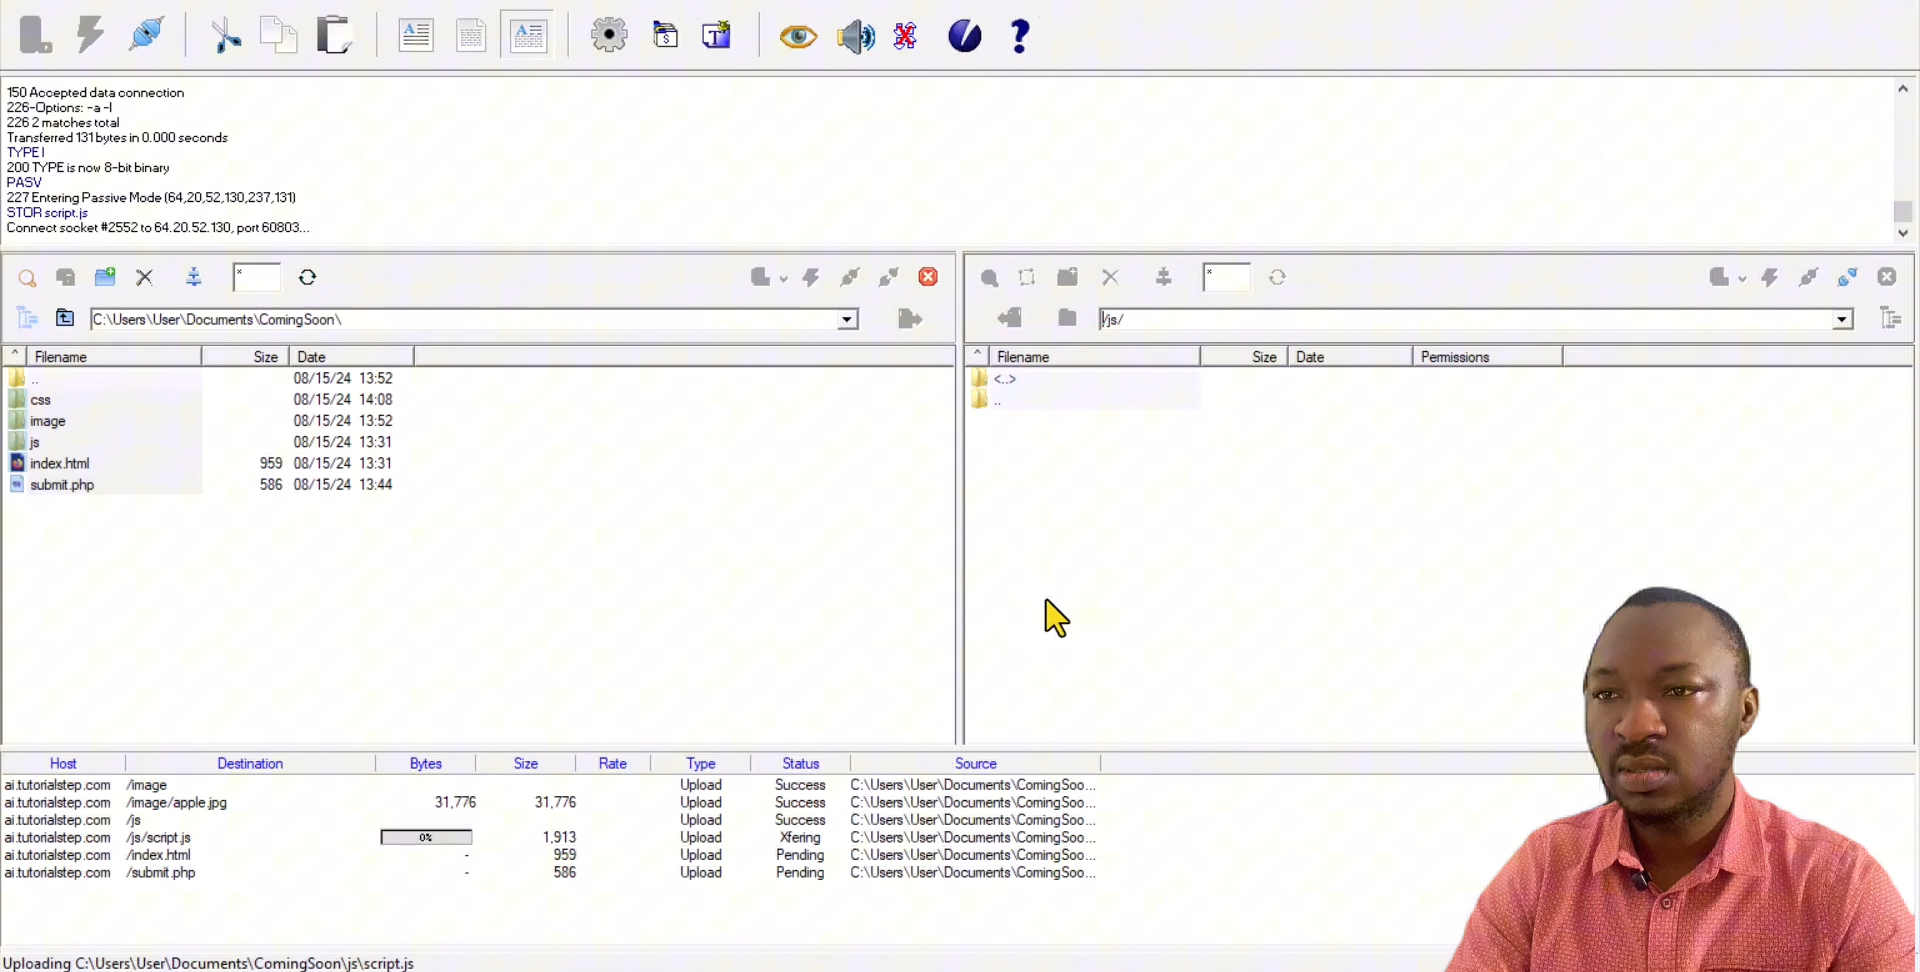 150 Accepted data connection
226-Options: -a -l
226 2 matches total
Transferred 131 bytes in 0.000 seconds
TYPE I
200 TYPE is now 8-bit binary
PASV
227 Entering Passive Mode (64,20,52,130,237,131)
STOR script.js
Connect socket #2552 to 64.20.52.130, port 60803...
*
C:\Users\User\Documents\ComingSoon\
^ Filename Size Date
.. 08/15/24 13:52
css 08/15/24 14:08
image 08/15/24 13:52
js 08/15/24 13:31
index.html 959 08/15/24 13:31
submit.php 586 08/15/24 13:44
*
/js/
^ Filename Size Date Permissions
<..>
..
Host Destination Bytes Size Rate Type Status Source
ai.tutorialstep.com /image Upload Success C:\Users\User\Documents\ComingSoo...
ai.tutorialstep.com /image/apple.jpg 31,776 31,776 Upload Success C:\Users\User\Documents\ComingSoo...
ai.tutorialstep.com /js Upload Success C:\Users\User\Documents\ComingSoo...
ai.tutorialstep.com /js/script.js 0% 1,913 Upload Xfering C:\Users\User\Documents\ComingSoo...
ai.tutorialstep.com /index.html - 959 Upload Pending C:\Users\User\Documents\ComingSoo...
ai.tutorialstep.com /submit.php - 586 Upload Pending C:\Users\User\Documents\ComingSoo...
Uploading C:\Users\User\Documents\ComingSoon\js\script.js